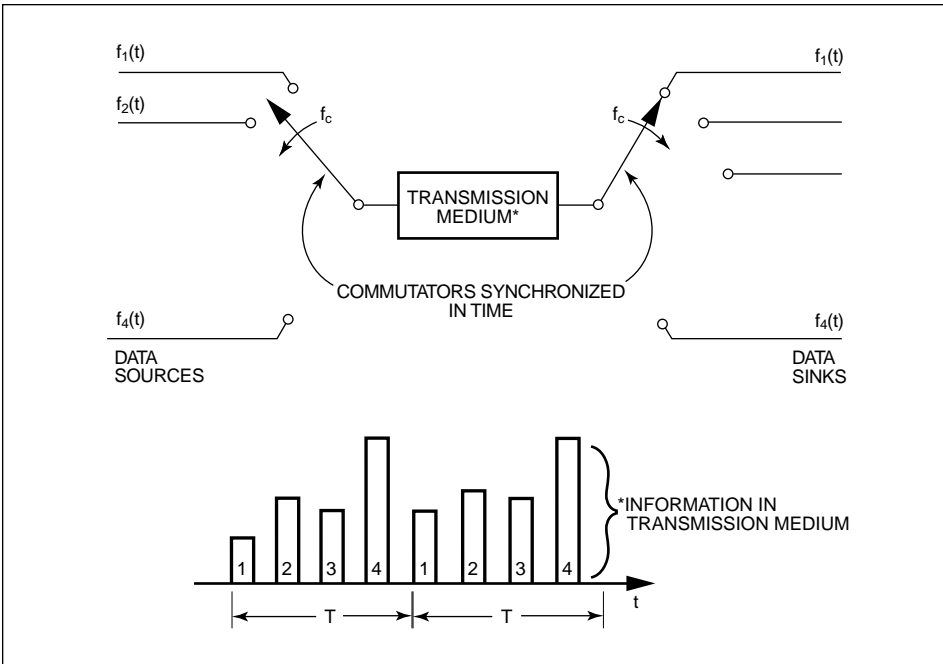 f1(t)
f1(t)
f2(t)
fc
fc
TRANSMISSION
MEDIUM*
COMMUTATORS SYNCHRONIZED
IN TIME
f4(t)
f4(t)
DATA
SOURCES
DATA
SINKS
*INFORMATION IN
TRANSMISSION MEDIUM
1 2 3 4 1 2 3 4
t
T T